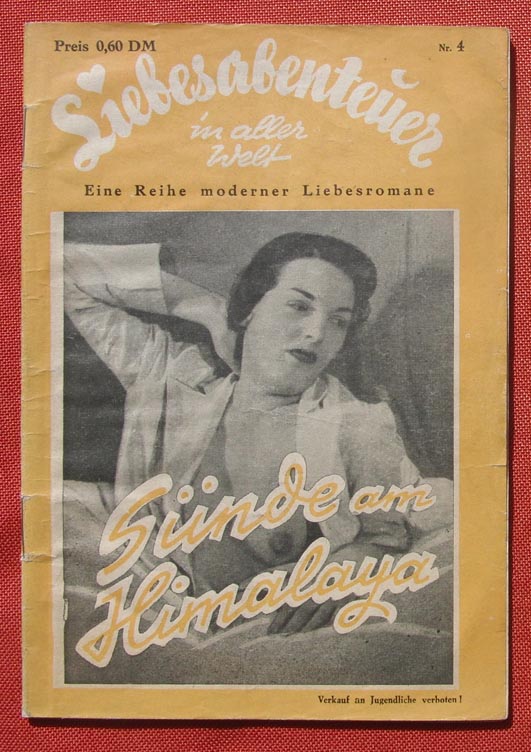 Preis 0,60 DM
Nr. 4
Liebesabenteuer
in aller
Welt
Eine Reihe moderner Liebesromane
Sünde am
Himalaya
Verkauf an Jugendliche verboten!